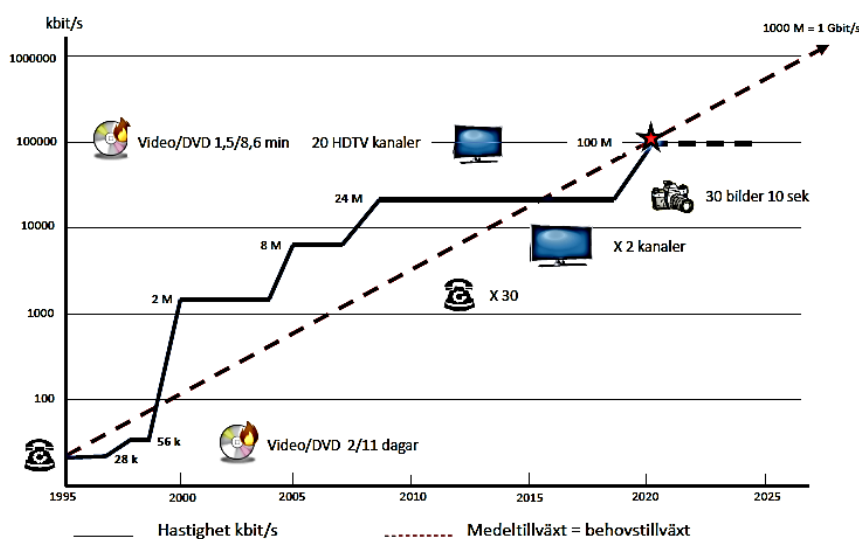 kbit/s
1000 M = 1 Gbit/s
1000000
Video/DVD 1,5/8,6 min
20 HDTV kanaler
100 M
100000
30 bilder 10 sek
24 M
10000
8 M
X 2 kanaler
2 M
X 30
1000
100
56 k
Video/DVD 2/11 dagar
28 k
1995
2000
2005
2010
2015
2020
2025
Hastighet kbit/s
Medeltillväxt = behovstillväxt